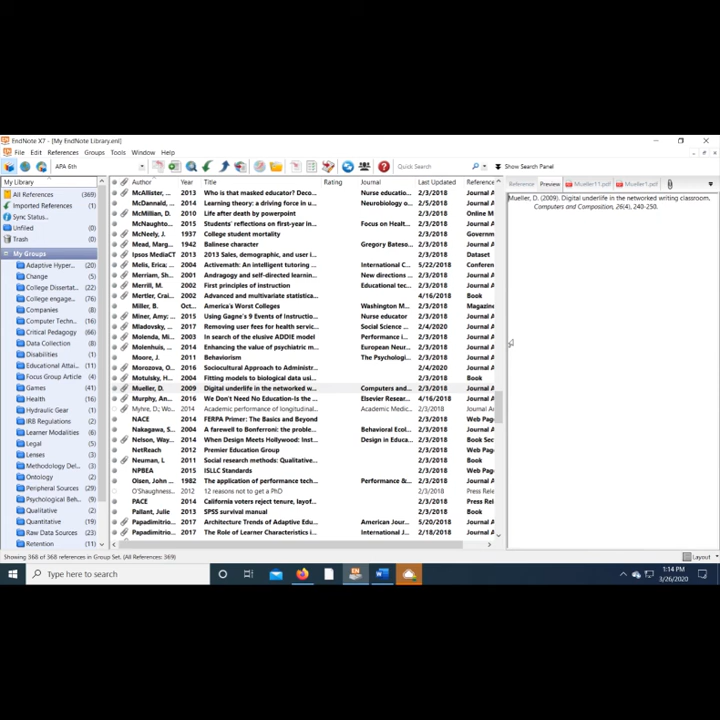 EndNote X7 - [My EndNote Library.enl]
File Edit References Groups Tools Window Help
APA 6th Quick Search Show Search Panel
My Library
All References (369)
Imported References (2)
Sync Status...
Unfiled (0)
Trash (0)
My Groups
Adaptive Hyper... (20)
Change (5)
College Dissertat... (16)
College engage... (76)
Companies (8)
Computer Techn... (16)
Critical Pedagogy (66)
Data Collection (8)
Disabilities (1)
Educational Attai...
Focus Group Article (4)
Games (41)
Health (16)
Hydraulic Gear (2)
IRB Regulations (2)
Learner Modalities (2)
Legal (3)
Lenses (6)
Methodology Del...
Ontology (2)
Peripheral Sources (29)
Psychological Beh... (9)
Qualitative (2)
Quantitative (11)
Raw Data Sources (23)
Retention (11)
Author Year Title Rating Journal Last Updated Reference
McAllister, ... 2013 Who is that masked educator? Deco... Nurse educatio... 2/3/2018 Journal A
McDannald, ... 2014 Learning theory: a driving force in u... Neurobiology o... 2/5/2018 Journal A
McMillian, D. 2010 Life after death by powerpoint 2/3/2018 Online M
McNaughto... 2015 Students' reflections on first-year in... Focus on Healt... 2/3/2018 Journal A
McNeely, J. 1937 College student mortality 2/3/2018 Governm
Mead, Marg... 1942 Balinese character Gregory Bateso... 2/3/2018 Journal A
Ipsos MediaCT 2013 2013 Sales, demographic, and user i... 2/3/2018 Dataset
Melis, Erica; ... 2004 Activemath: An intelligent tutoring ... International C... 5/22/2018 Conferen
Merriam, Sh... 2001 Andragogy and self-directed learnin... New directions ... 2/3/2018 Journal A
Merrill, M. 2002 First principles of instruction Educational tec... 2/3/2018 Journal A
Mertler, Crai... 2002 Advanced and multivariate statistica... 4/16/2018 Book
Miller, B. Oct... America's Worst Colleges Washington M... 2/3/2018 Magazine
Miner, Amy; ... 2015 Using Gagne's 9 Events of Instructio... Nurse educator 2/3/2018 Journal A
Mladovsky, ... 2017 Removing user fees for health servic... Social Science ... 2/4/2020 Journal A
Molenda, Mi... 2003 In search of the elusive ADDIE model Performance i... 2/3/2018 Journal A
Molenhuis, ... 2014 Enhancing the value of psychiatric m... European Neur... 2/3/2018 Journal A
Moore, J. 2011 Behaviorism The Psychologi... 2/3/2018 Journal A
Morozova, O... 2016 Sociocultural Approach to Administr... 2/4/2020 Journal A
Motulsky, H... 2004 Fitting models to biological data usi... 2/3/2018 Book
Mueller, D. 2009 Digital underlife in the networked w... Computers and... 2/3/2018 Journal A
Murphy, An... 2016 We Don't Need No Education-Is the ... Elsevier Resear... 4/16/2018 Book
Myhre, D.; Wo... 2014 Academic performance of longitudinal... Academic Medic... 2/3/2018 Journal Ar
NACE 2014 FERPA Primer: The Basics and Beyond 2/3/2018 Web Pag
Nakagawa, S... 2004 A farewell to Bonferroni: the proble... Behavioral Ecol... 2/3/2018 Journal A
Nelson, Way... 2014 When Design Meets Hollywood: Inst... Design in Educa... 2/3/2018 Book Sec
NetReach 2012 Premier Education Group 2/3/2018 Web Pag
Neuman, L 2011 Social research methods: Qualitative... 2/3/2018 Book
NPBEA 2015 ISLLC Standards 2/3/2018 Web Pag
Olsen, John ... 1982 The application of performance tech... Performance &... 2/3/2018 Journal A
O'Shaughness... 2012 12 reasons not to get a PhD 2/3/2018 Press Rele
PACE 2014 California voters reject tenure, layof... 2/3/2018 Press Rel
Pallant, Julie 2013 SPSS survival manual 2/3/2018 Book
Papadimitrio... 2017 Architecture Trends of Adaptive Edu... American Jour... 5/20/2018 Journal A
Papadimitrio... 2017 The Role of Learner Characteristics i... International J... 2/18/2018 Journal A
Reference Preview Mueller11.pdf Mueller1.pdf
Mueller, D. (2009). Digital underlife in the networked writing classroom.
Computers and Composition, 26(4), 240-250.
Showing 368 of 368 references in Group Set. (All References: 369) Layout
Type here to search
1:14 PM
3/26/2020